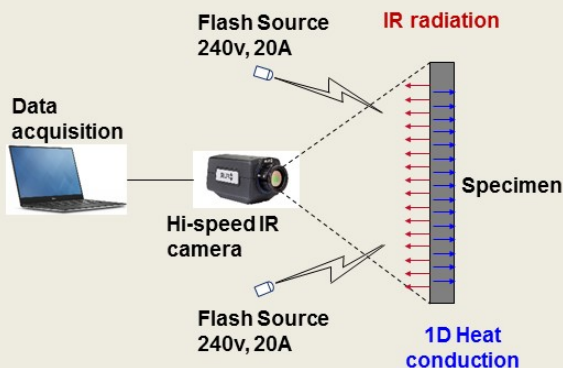 Flash Source
240v, 20A
IR radiation
Data
acquisition
Hi-speed IR
camera
Specimen
Flash Source
240v, 20A
1D Heat
conduction